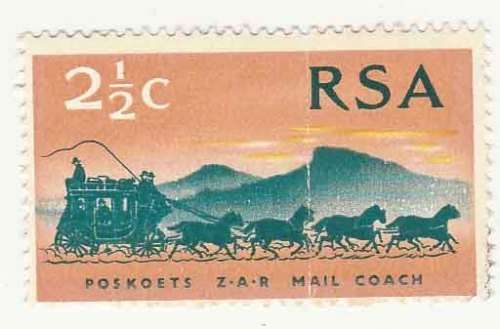 2½c RSA
POSKOETS Z·A·R MAIL COACH